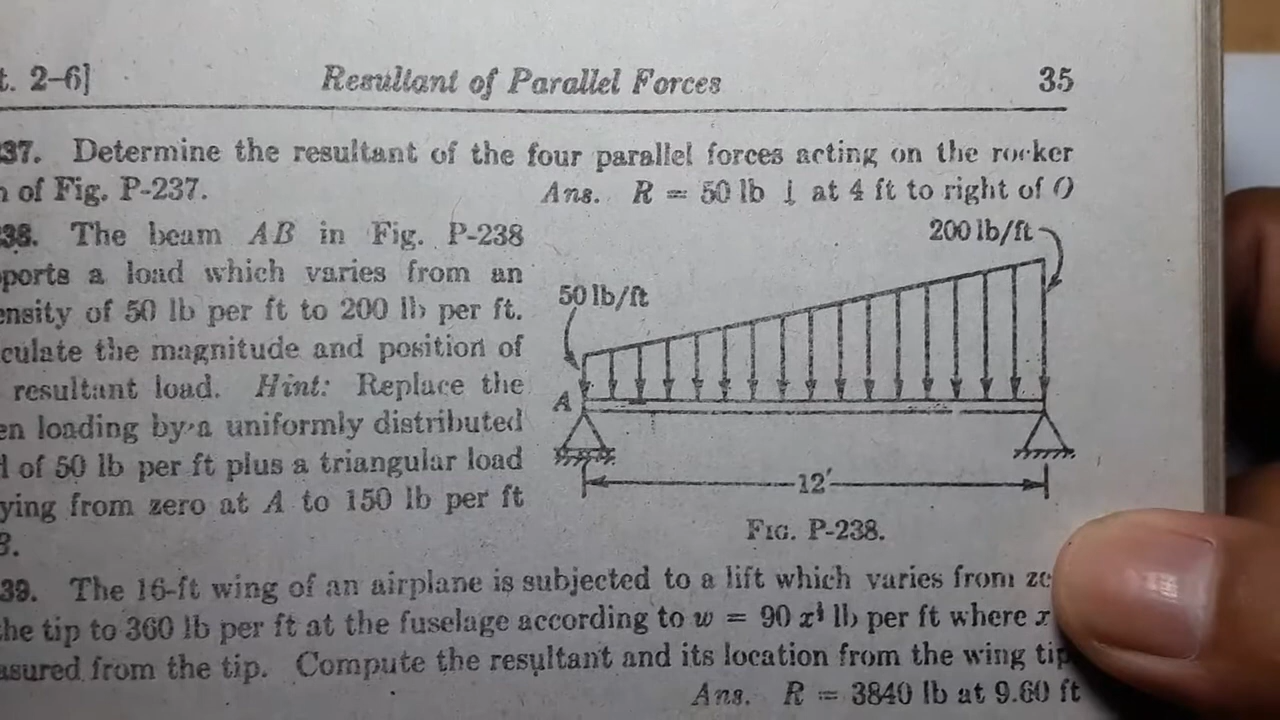 t. 2-6] Resultant of Parallel Forces 35
37. Determine the resultant of the four parallel forces acting on the rocker
of Fig. P-237. Ans. R = 50 lb ↓ at 4 ft to right of O
38. The beam AB in Fig. P-238
ports a load which varies from an
ensity of 50 lb per ft to 200 lb per ft.
culate the magnitude and position of
resultant load. Hint: Replace the
en loading by a uniformly distributed
d of 50 lb per ft plus a triangular load
ying from zero at A to 150 lb per ft
B.
200 lb/ft
50 lb/ft
A
12'
FIG. P-238.
39. The 16-ft wing of an airplane is subjected to a lift which varies from ze
the tip to 360 lb per ft at the fuselage according to w = 90 x½ lb per ft where x
asured from the tip. Compute the resultant and its location from the wing tip
Ans. R = 3840 lb at 9.60 ft